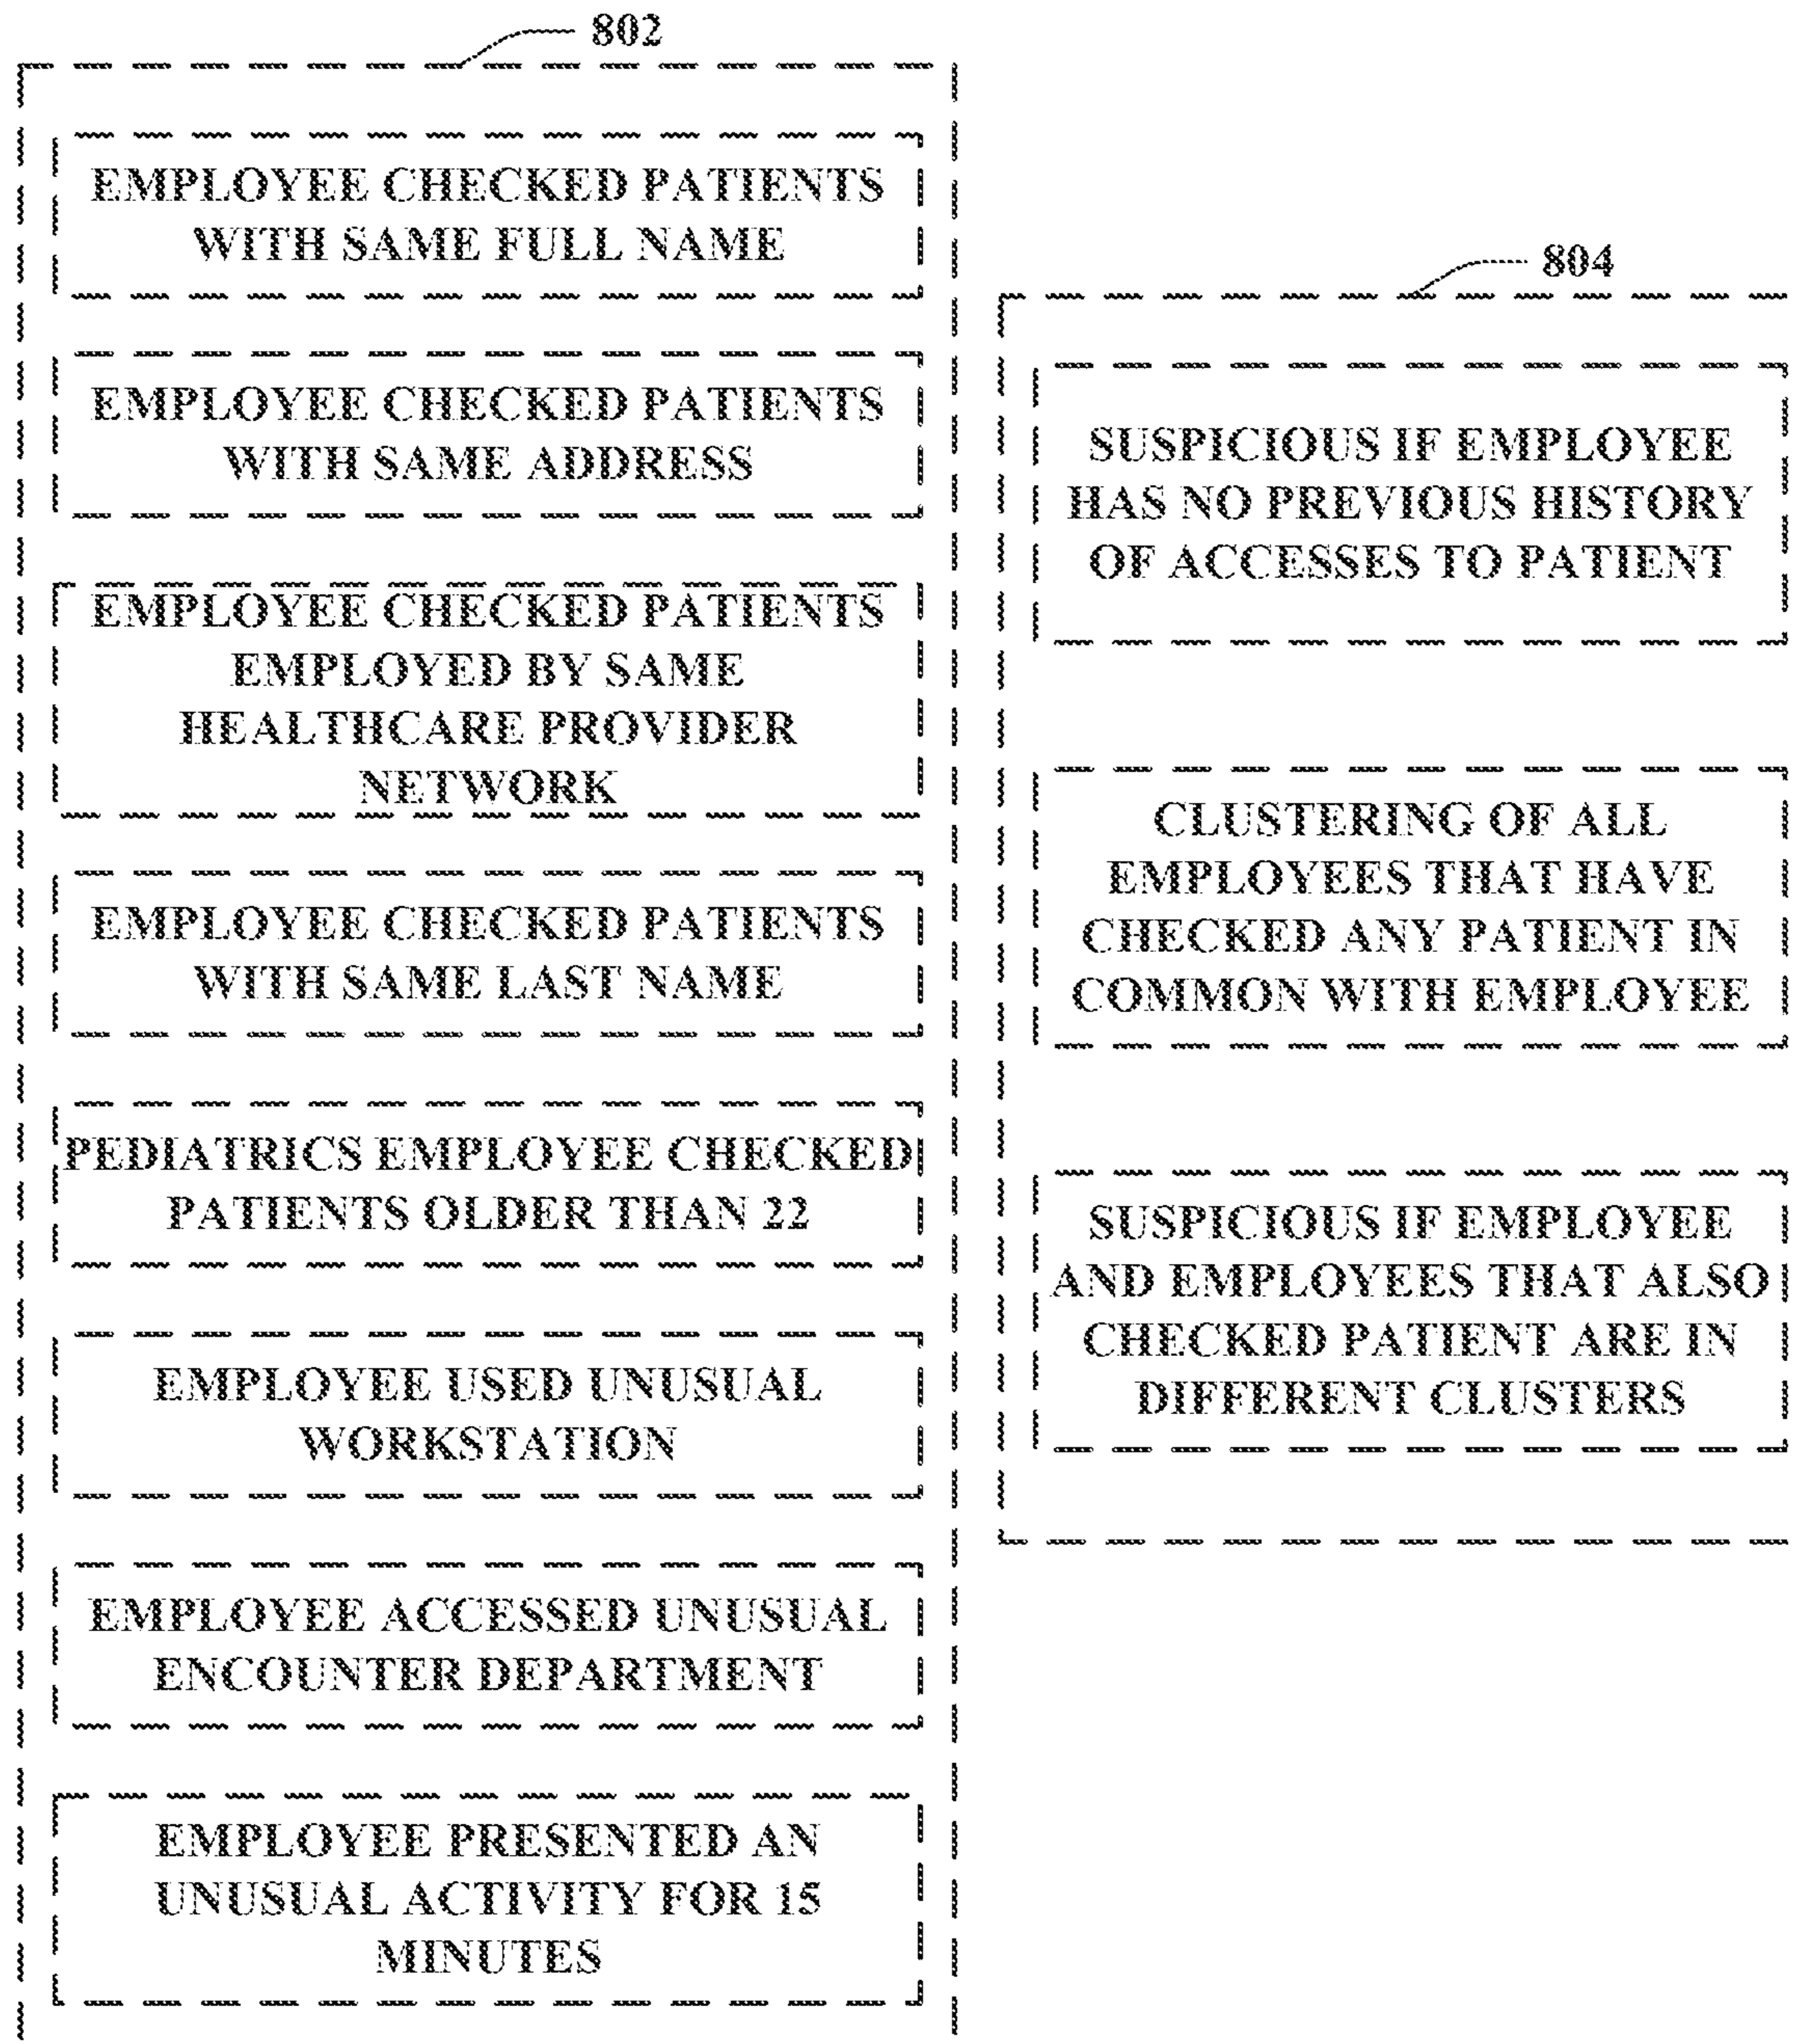 802
EMPLOYEE CHECKED PATIENTS
WITH SAME FULL NAME
EMPLOYEE CHECKED PATIENTS
WITH SAME ADDRESS
EMPLOYEE CHECKED PATIENTS
EMPLOYED BY SAME
HEALTHCARE PROVIDER
NETWORK
EMPLOYEE CHECKED PATIENTS
WITH SAME LAST NAME
PEDIATRICS EMPLOYEE CHECKED
PATIENTS OLDER THAN 22
EMPLOYEE USED UNUSUAL
WORKSTATION
EMPLOYEE ACCESSED UNUSUAL
ENCOUNTER DEPARTMENT
EMPLOYEE PRESENTED AN
UNUSUAL ACTIVITY FOR 15
MINUTES
804
SUSPICIOUS IF EMPLOYEE
HAS NO PREVIOUS HISTORY
OF ACCESSES TO PATIENT
CLUSTERING OF ALL
EMPLOYEES THAT HAVE
CHECKED ANY PATIENT IN
COMMON WITH EMPLOYEE
SUSPICIOUS IF EMPLOYEE
AND EMPLOYEES THAT ALSO
CHECKED PATIENT ARE IN
DIFFERENT CLUSTERS